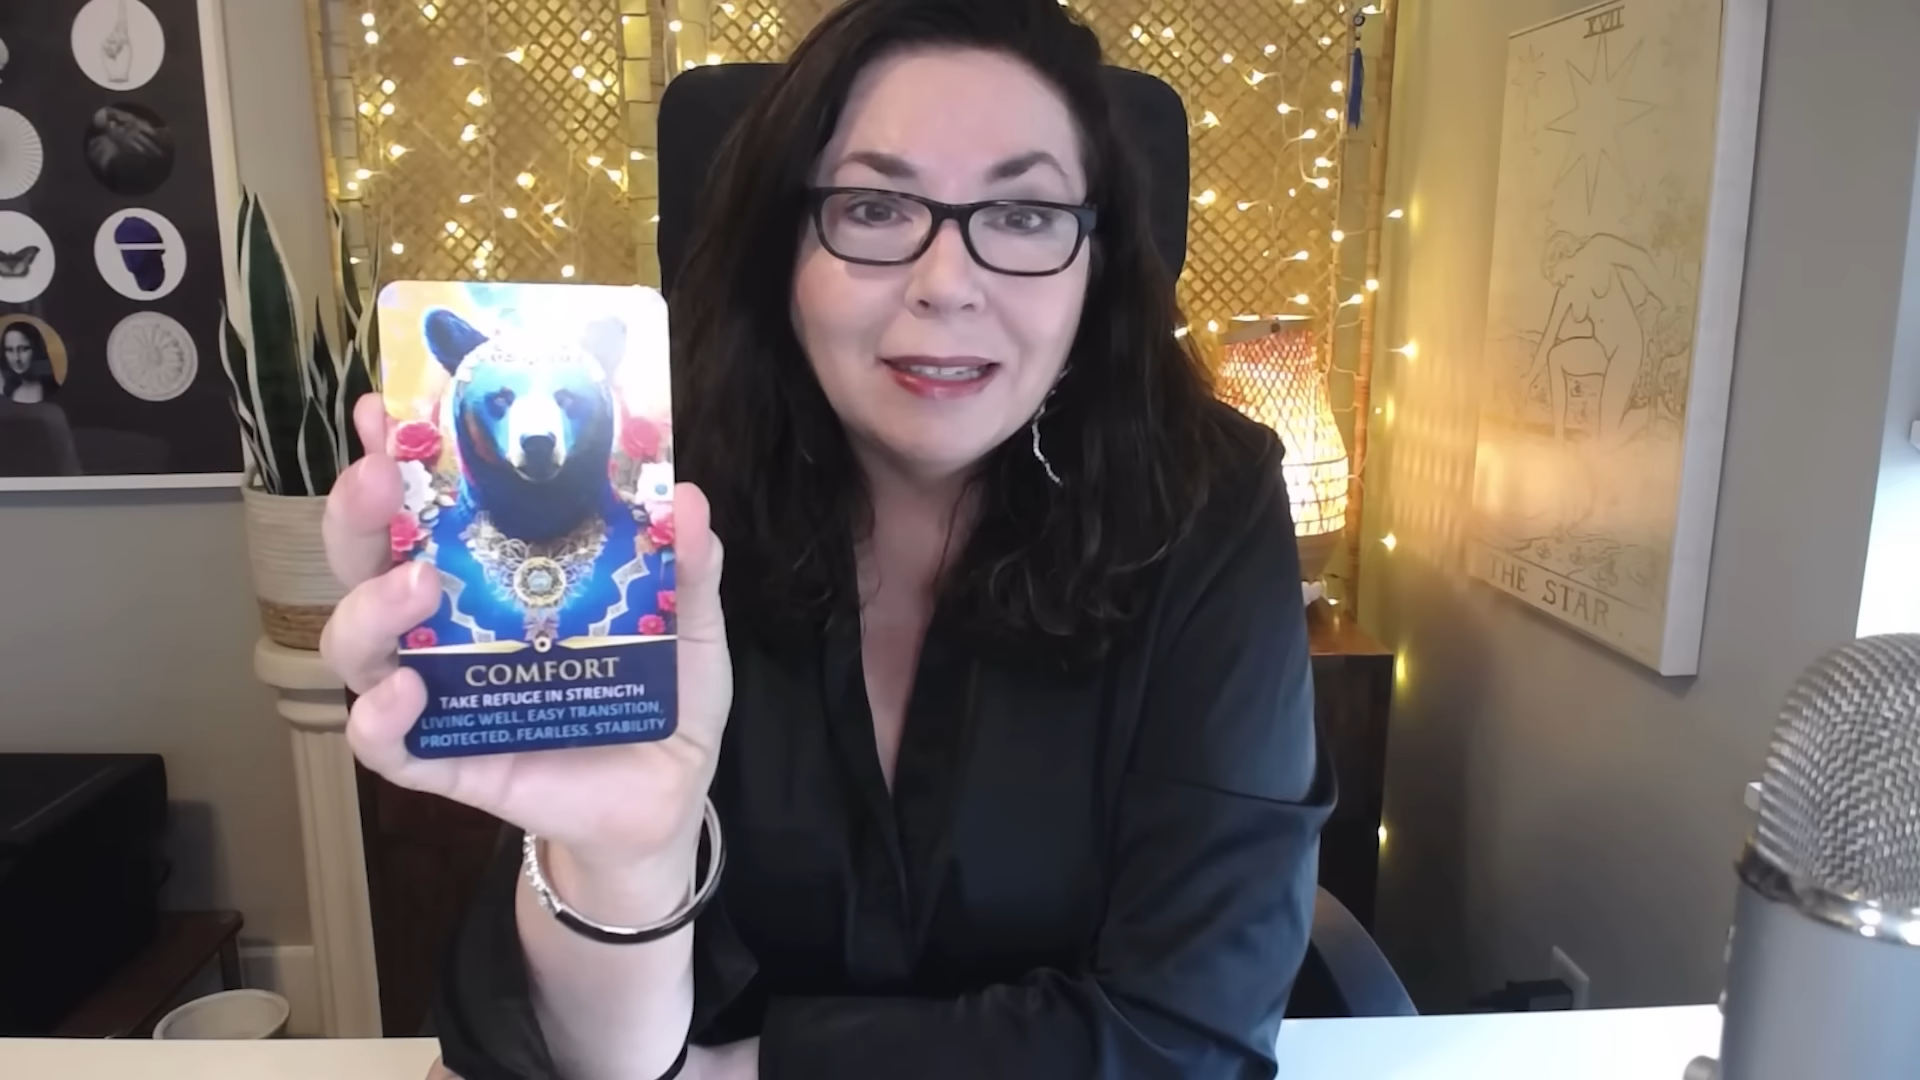 XVII
THE STAR
COMFORT
TAKE REFUGE IN STRENGTH
LIVING WELL, EASY TRANSITION,
PROTECTED, FEARLESS, STABILITY